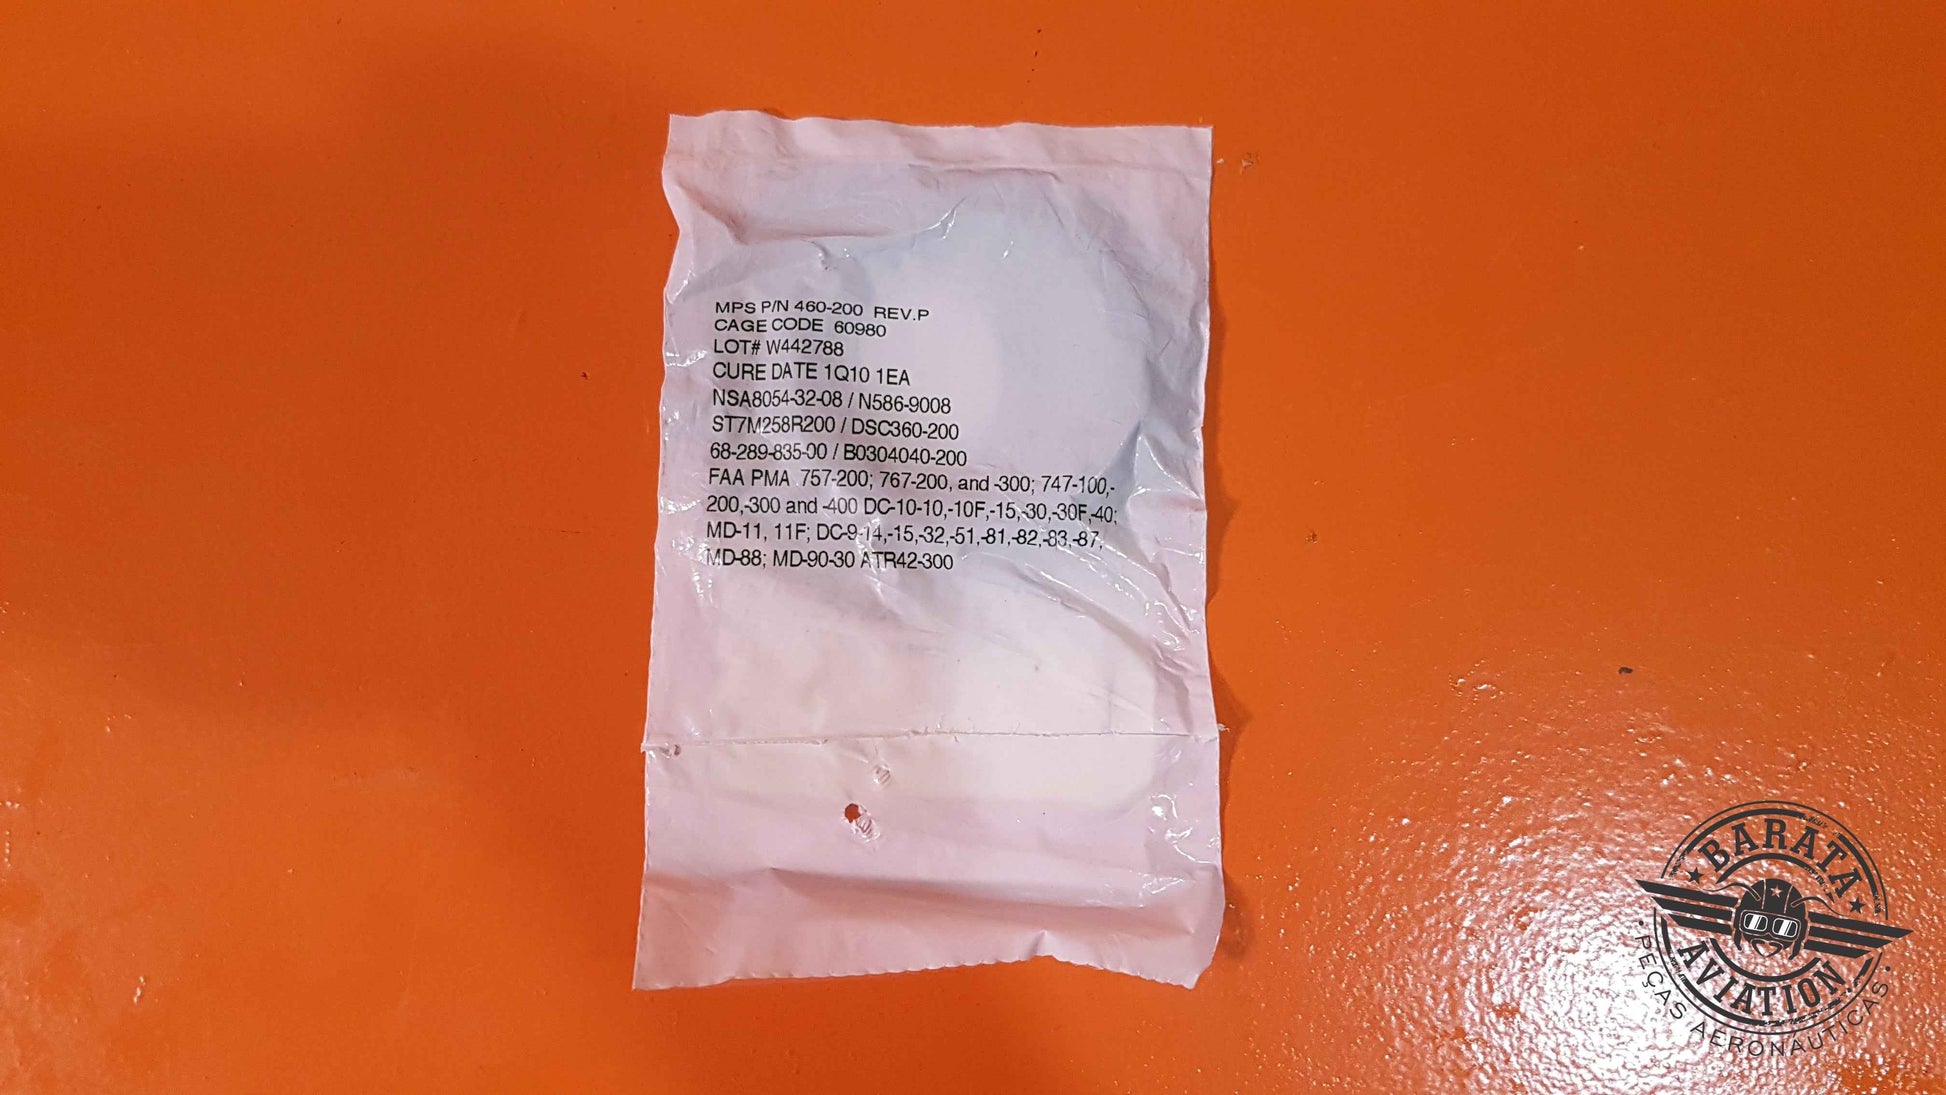 MPS P/N 460-200 REV.P
CAGE CODE 60980
LOT# W442788
CURE DATE 1Q10 1EA
NSA8054-32-08 / N586-9008
ST7M258R200 / DSC360-200
68-289-835-00 / B0304040-200
FAA PMA 757-200; 767-200, and -300; 747-100,-
200,-300 and -400 DC-10-10,-10F,-15,-30,-30F,-40;
MD-11, 11F; DC-9-14,-15,-32,-51,-81,-82,-83,-87,
MD-88; MD-90-30 ATR42-300
BARATA
AVIATION
PEÇAS AERONAUTICAS